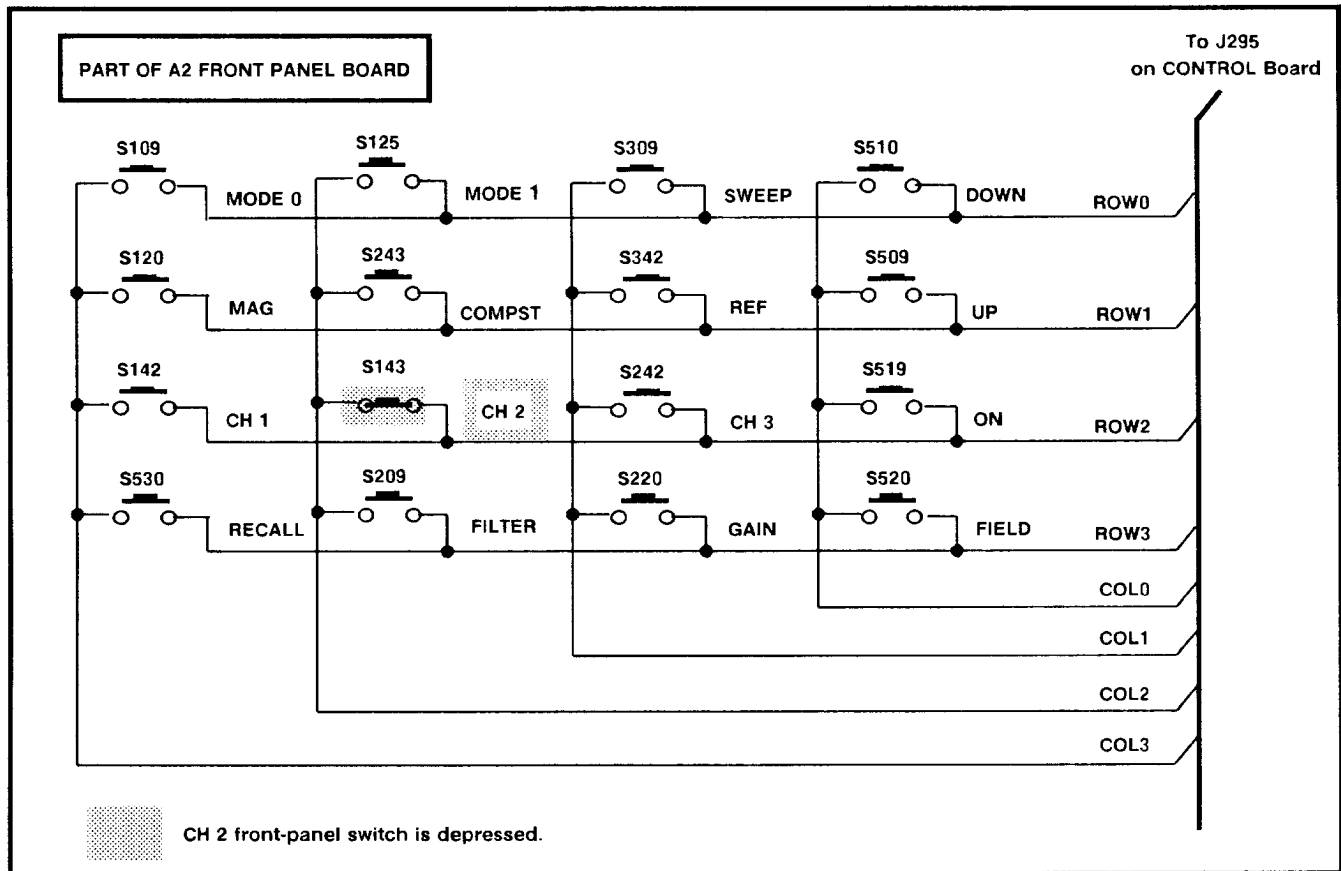 PART OF A2 FRONT PANEL BOARD
To J295
on CONTROL Board
S109
S125
S309
S510
MODE 0
MODE 1
SWEEP
DOWN
ROW0
S120
S243
S342
S509
MAG
COMPST
REF
UP
ROW1
S142
S143
S242
S519
CH 1
CH 2
CH 3
ON
ROW2
S530
S209
S220
S520
RECALL
FILTER
GAIN
FIELD
ROW3
COL0
COL1
COL2
COL3
CH 2 front-panel switch is depressed.